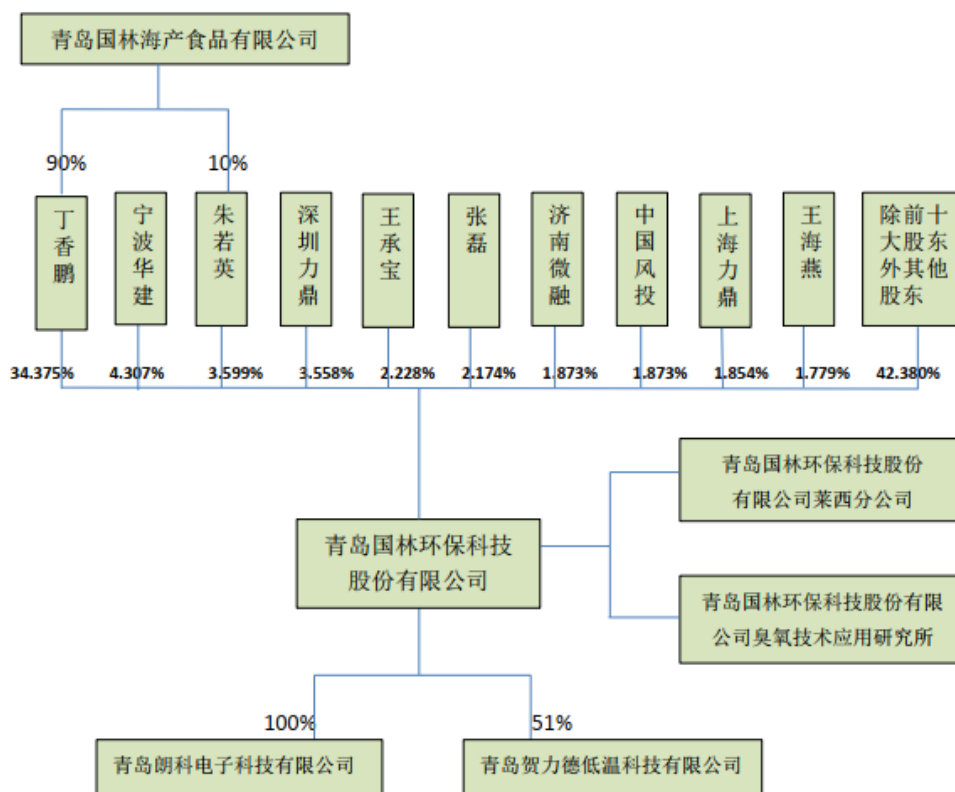 青岛国林海产食品有限公司
90%
10%
丁香鹏
宁波华建
朱若英
深圳力鼎
王承宝
张磊
济南微融
中国风投
上海力鼎
王海燕
除前十
大股东
外其他
股东
34.375%
4.307%
3.599%
3.558%
2.228%
2.174%
1.873%
1.873%
1.854%
1.779%
42.380%
青岛国林环保科技股份
有限公司莱西分公司
青岛国林环保科技
股份有限公司
青岛国林环保科技股份有限
公司臭氧技术应用研究所
100%
51%
青岛朗科电子科技有限公司
青岛贺力德低温科技有限公司